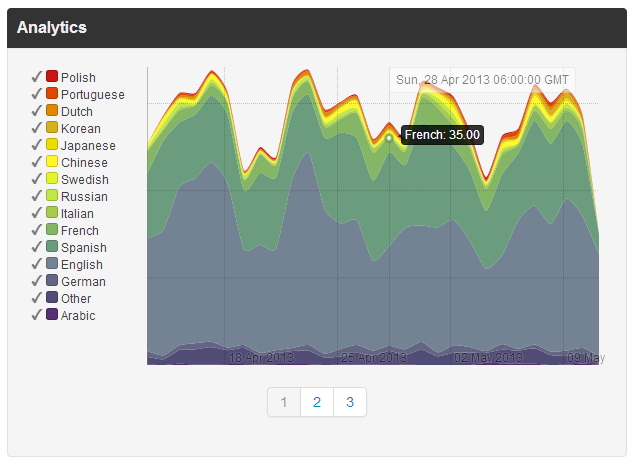 Analytics
Polish
Portuguese
Dutch
Korean
Japanese
Chinese
Swedish
Russian
Italian
French
Spanish
English
German
Other
Arabic
Sun, 28 Apr 2013 06:00:00 GMT
French: 35.00
18 Apr 2013
25 Apr 2013
02 May 2013
09 May
1 2 3